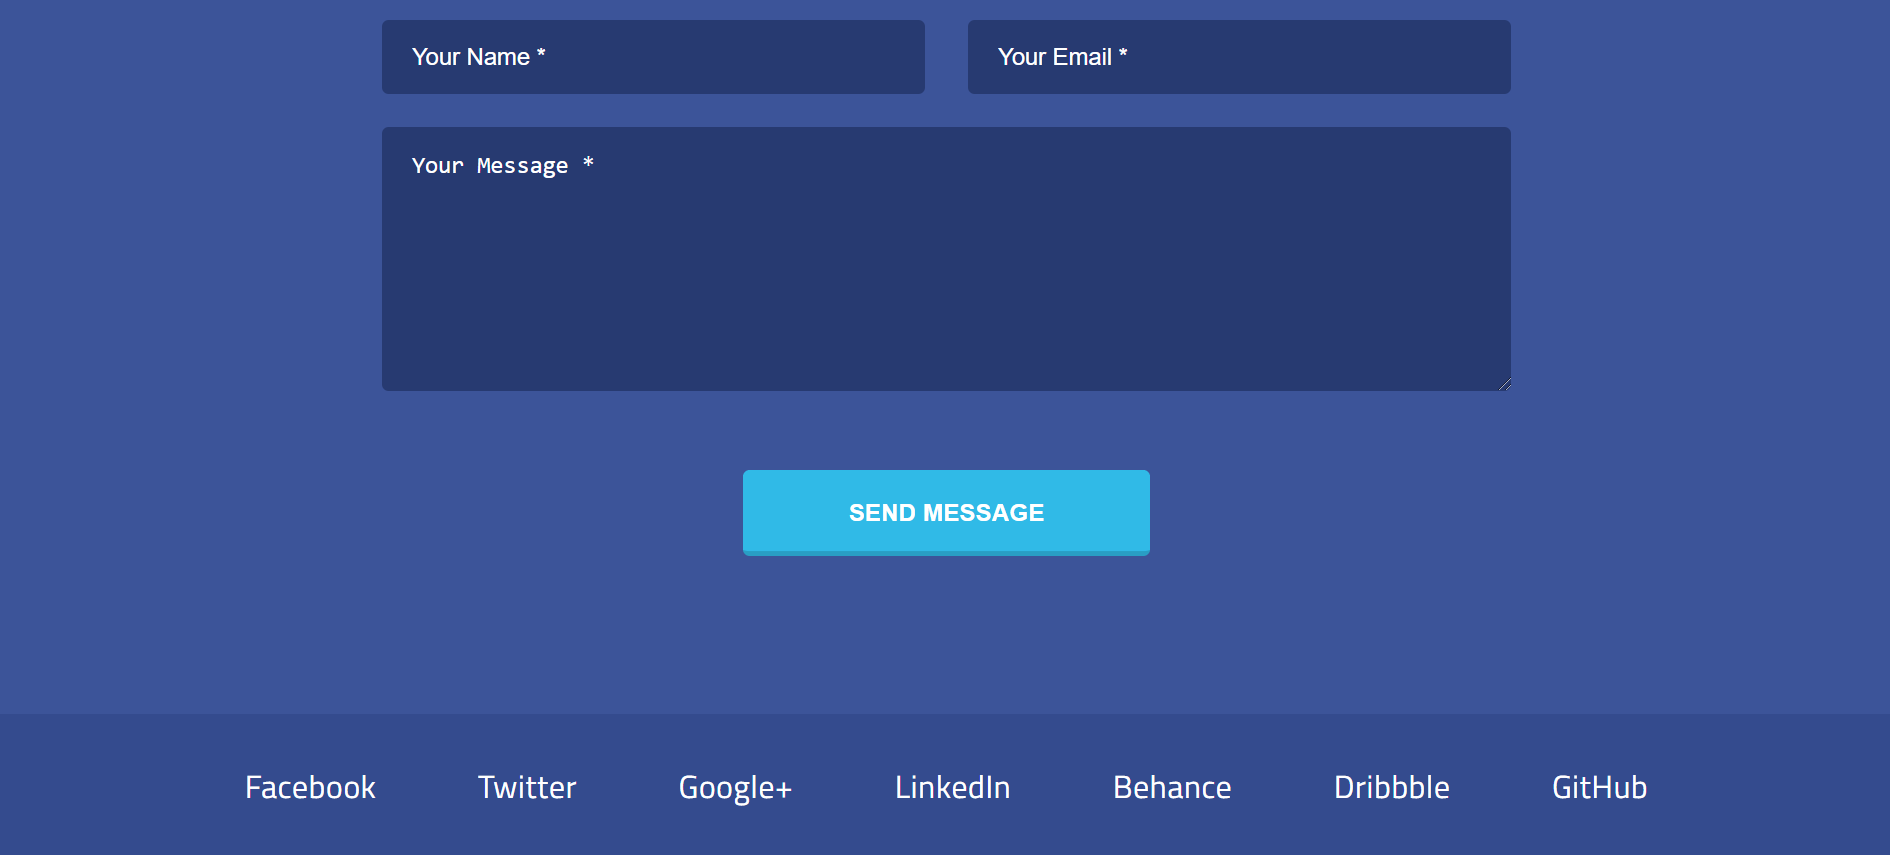 Your Name * Your Email *
Your Message *
SEND MESSAGE
Facebook Twitter Google+ LinkedIn Behance Dribbble GitHub